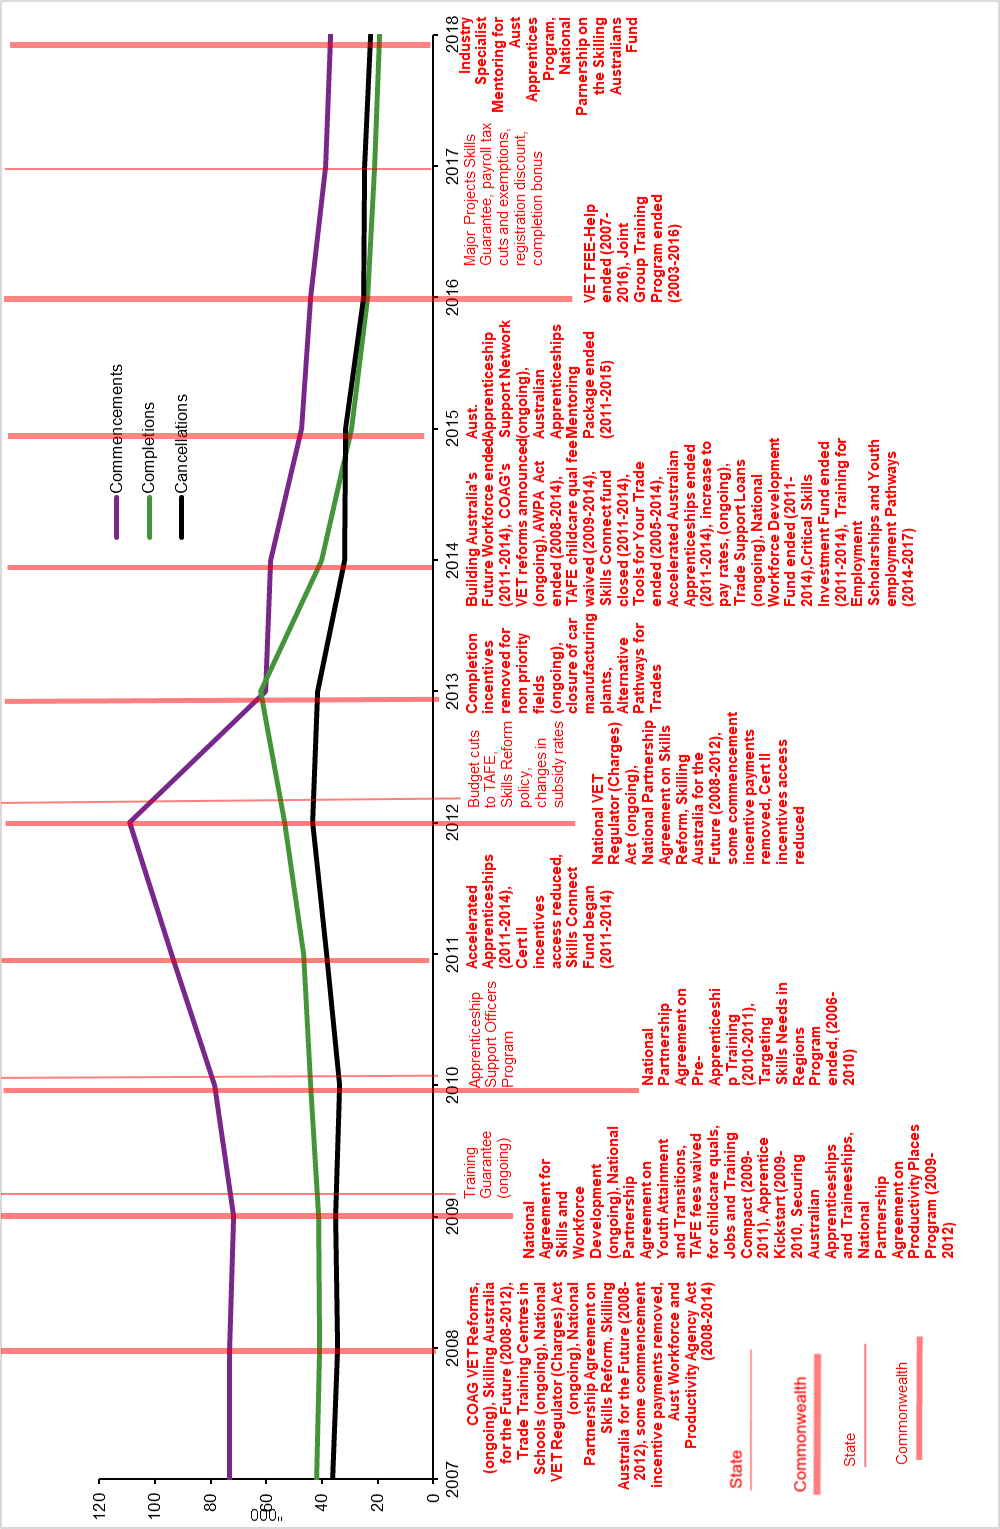 Commencements
Completions
Cancellations
120
100
80
60
40
20
0
2007
2008
2009
2010
2011
2012
2013
2014
2015
2016
2017
2018
COAG VET Reforms,
(ongoing), Skilling Australia
for the Future (2008-2012),
Trade Training Centres in
Schools (ongoing), National
VET Regulator (Charges) Act
(ongoing), National
Partnership Agreement on
Skills Reform, Skilling
Australia for the Future (2008-
2012), some commencement
incentive payments removed,
Aust Workforce and
Productivity Agency Act
(2008-2014)
Training
Guarantee
(ongoing)
National
Agreement for
Skills and
Workforce
Development
(ongoing), National
Partnership
Agreement on
Youth Attainment
and Transitions,
TAFE fees waived
for childcare quals,
Jobs and Training
Compact (2009-
2011), Apprentice
Kickstart (2009-
2010, Securing
Australian
Apprenticeships
and Traineeships,
National
Partnership
Agreement on
Productivity Places
Program (2009-
2012)
Apprenticeship
Support Officers
Program
National
Partnership
Agreement on
Pre-
Apprenticeshi
p Training
(2010-2011),
Targeting
Skills Needs in
Regions
Program
ended, (2006-
2010)
Accelerated
Apprenticeships
(2011-2014),
Cert II
incentives
access reduced,
Skills Connect
Fund began
(2011-2014)
Budget cuts
to TAFE,
Skills Reform
policy,
changes in
subsidy rates
National VET
Regulator (Charges)
Act (ongoing),
National Partnership
Agreement on Skills
Reform, Skilling
Australia for the
Future (2008-2012),
some commencement
incentive payments
removed, Cert II
incentives access
reduced
Completion
incentives
removed for
non priority
fields
(ongoing),
closure of car
manufacturing
plants,
Alternative
Pathways for
Trades
Building Australia's
Future Workforce ended
(2011-2014), COAG's
VET reforms announced
(ongoing), AWPA Act
ended (2008-2014),
TAFE childcare qual fee
waived (2009-2014),
Skills Connect fund
closed (2011-2014),
Tools for Your Trade
ended (2005-2014),
Accelerated Australian
Apprenticeships ended
(2011-2014), increase to
pay rates, (ongoing),
Trade Support Loans
(ongoing), National
Workforce Development
Fund ended (2011-
2014),Critical Skills
Investment Fund ended
(2011-2014), Training for
Employment
Scholarships and Youth
employment Pathways
(2014-2017)
Aust.
Apprenticeship
Support Network
(ongoing),
Australian
Apprenticeships
Mentoring
Package ended
(2011-2015)
VET FEE-Help
ended (2007-
2016), Joint
Group Training
Program ended
(2003-2016)
Major Projects Skills
Guarantee, payroll tax
cuts and exemptions,
registration discount,
completion bonus
Industry
Specialist
Mentoring for
Aust
Apprentices
Program,
National
Parnership on
the Skilling
Australians
Fund
State
Commonwealth
State
Commonwealth